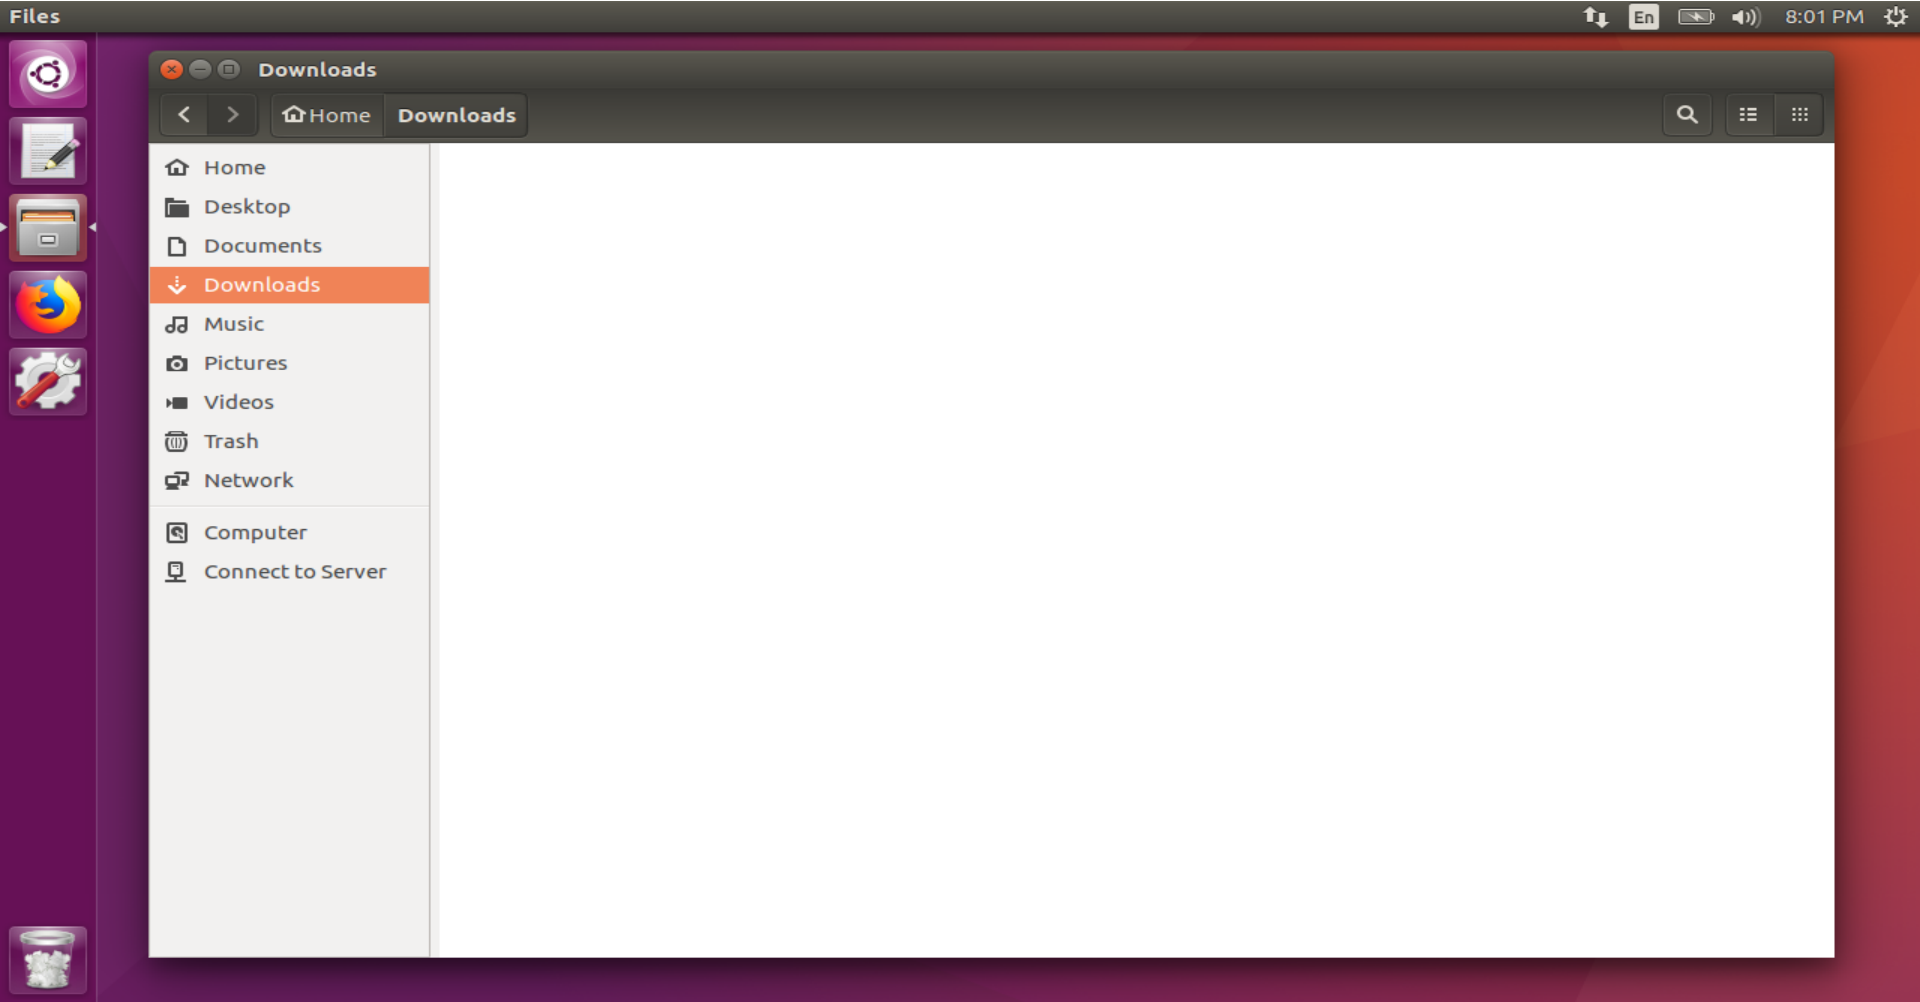 Files
En
8:01 PM
Downloads
Home
Downloads
Home
Desktop
Documents
Downloads
Music
Pictures
Videos
Trash
Network
Computer
Connect to Server